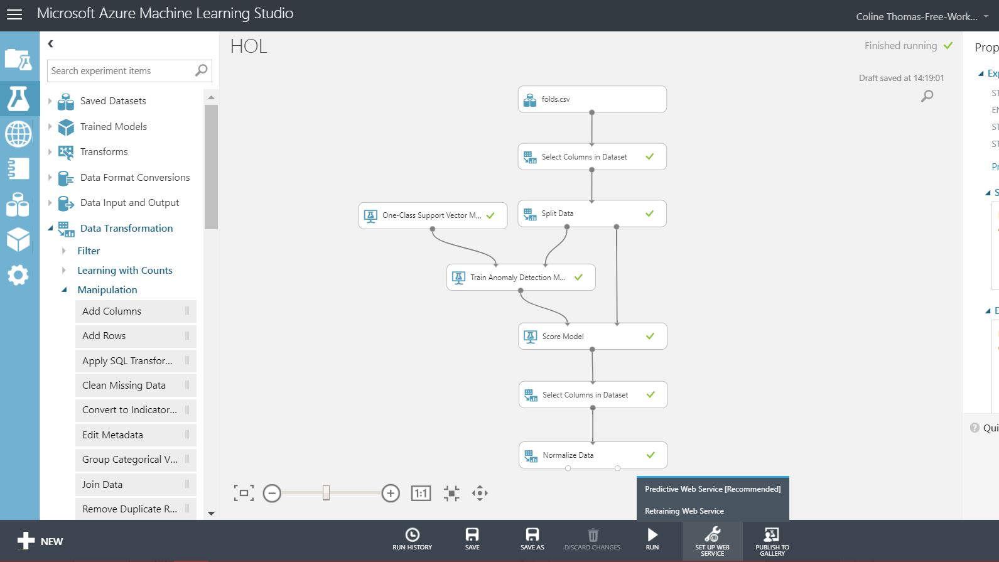 Microsoft Azure Machine Learning Studio
Coline Thomas-Free-Work...
Search experiment items
Saved Datasets
Trained Models
Transforms
Data Format Conversions
Data Input and Output
Data Transformation
Filter
Learning with Counts
Manipulation
Add Columns
Add Rows
Apply SQL Transfor...
Clean Missing Data
Convert to Indicator...
Edit Metadata
Group Categorical V...
Join Data
Remove Duplicate R...
HOL
Finished running
Draft saved at 14:19:01
folds.csv
Select Columns in Dataset
Split Data
One-Class Support Vector M...
Train Anomaly Detection M...
Score Model
Select Columns in Dataset
Normalize Data
1:1
Predictive Web Service [Recommended]
Retraining Web Service
Prop
Exp
ST
EN
ST
ST
Pr
S
D
Qui
NEW
RUN HISTORY
SAVE
SAVE AS
DISCARD CHANGES
RUN
SET UP WEB
SERVICE
PUBLISH TO
GALLERY